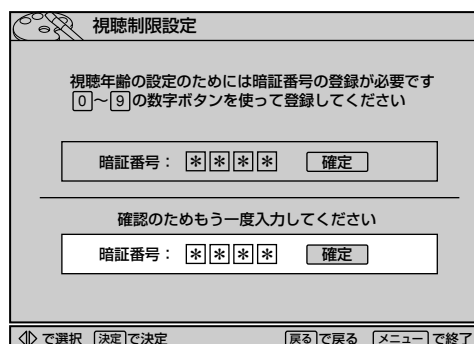 視聴制限設定
視聴年齢の設定のためには暗証番号の登録が必要です
0～9の数字ボタンを使って登録してください
暗証番号： ＊＊＊＊ 確定
確認のためもう一度入力してください
暗証番号： ＊＊＊＊ 確定
で選択 決定で決定 戻るで戻る メニューで終了